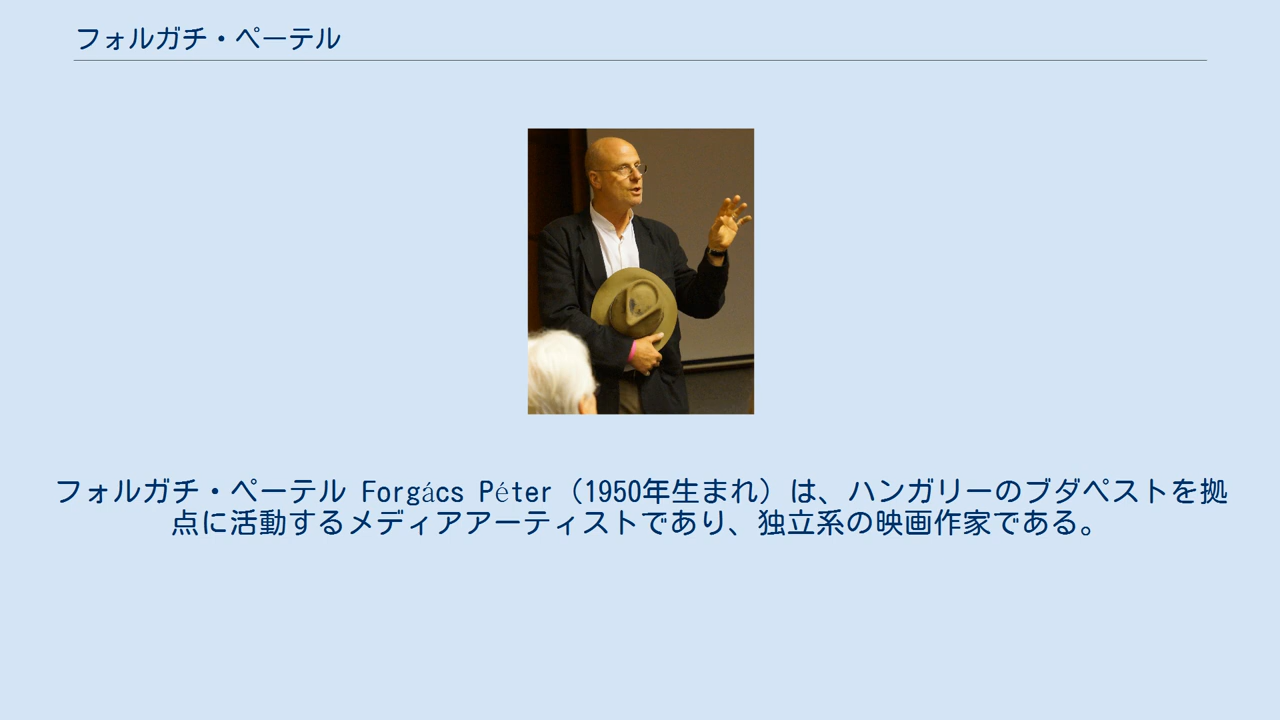 フォルガチ・ペーテル
フォルガチ・ペーテル Forgács Péter（1950年生まれ）は、ハンガリーのブダペストを拠
点に活動するメディアアーティストであり、独立系の映画作家である。